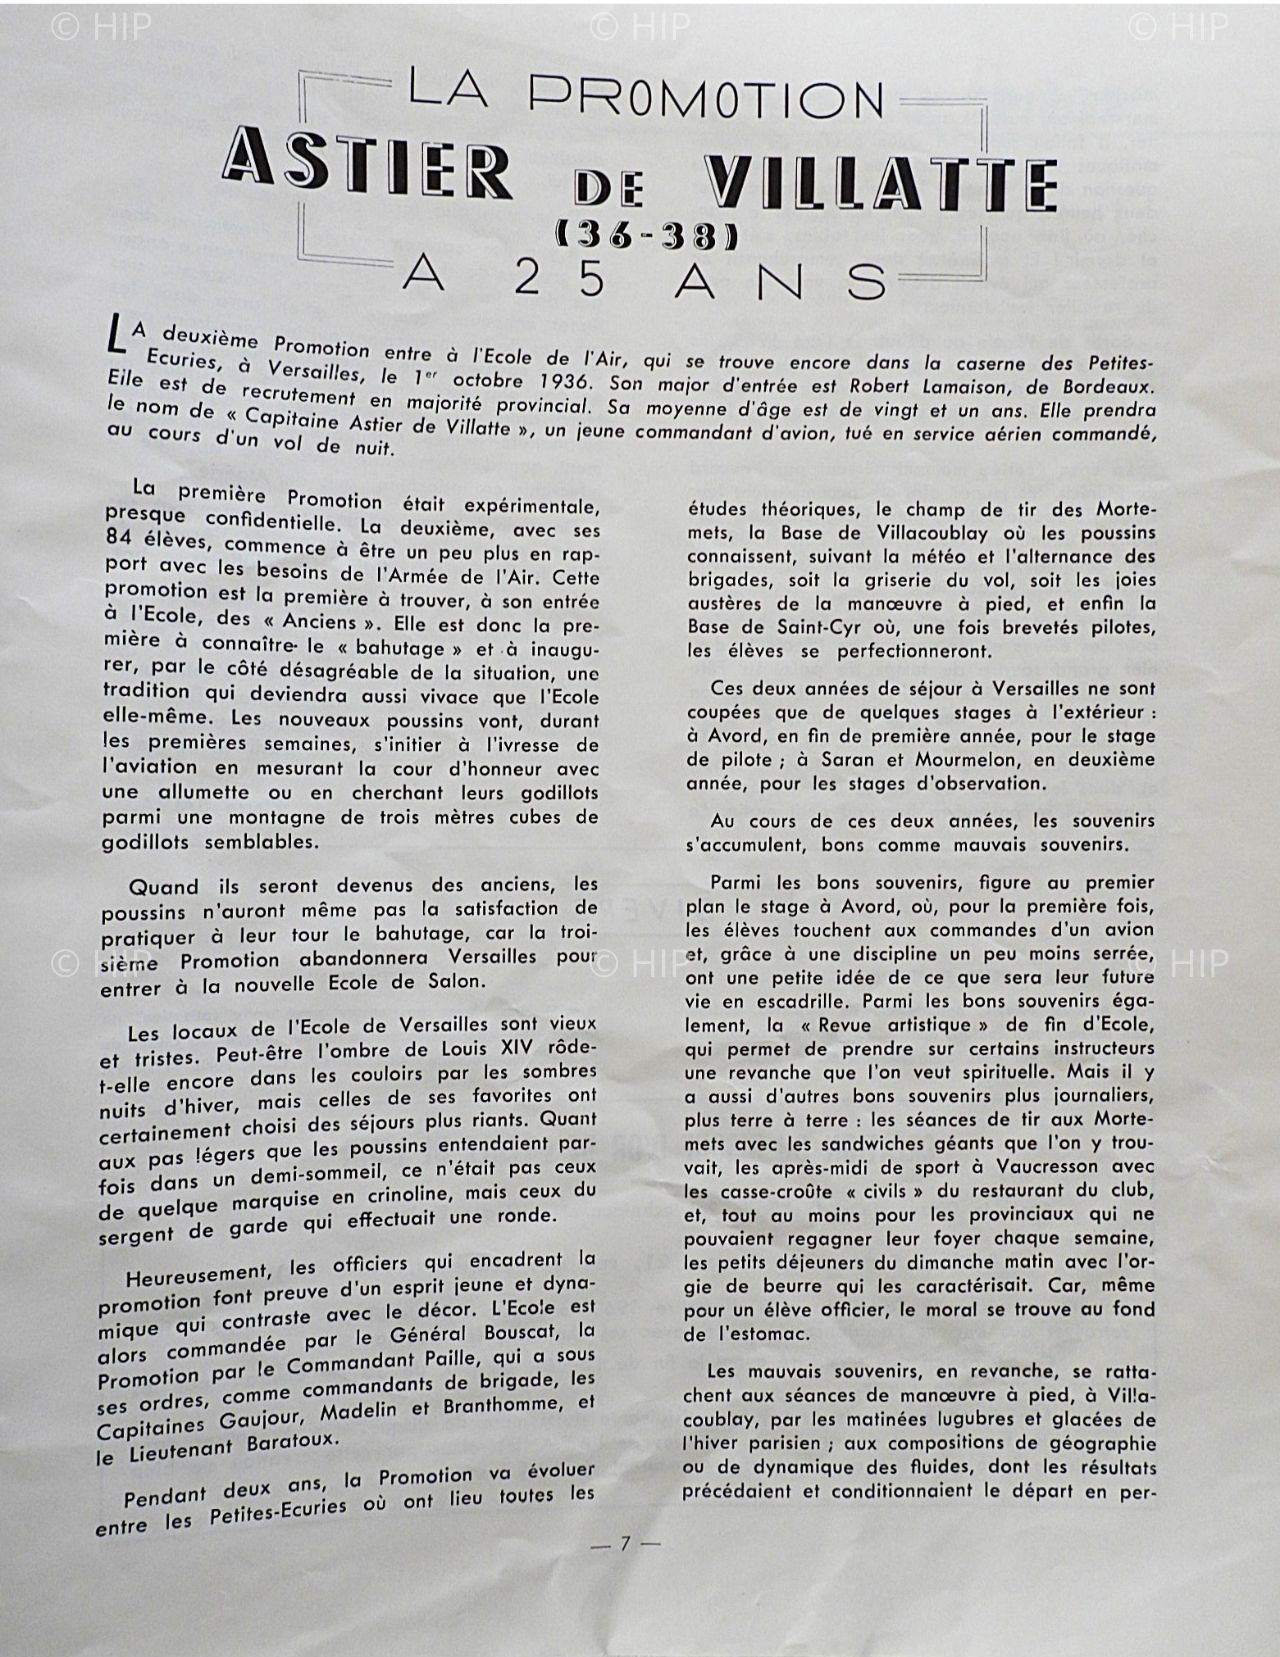 © HIP © HIP © HIP
LA PROMOTION
ASTIER DE VILLATTE
(36-38)
A 25 ANS
LA deuxième Promotion entre à l'Ecole de l'Air, qui se trouve encore dans la caserne des Petites-
Ecuries, à Versailles, le 1er octobre 1936. Son major d'entrée est Robert Lamaison, de Bordeaux.
Elle est de recrutement en majorité provincial. Sa moyenne d'âge est de vingt et un ans. Elle prendra
le nom de « Capitaine Astier de Villatte », un jeune commandant d'avion, tué en service aérien commandé,
au cours d'un vol de nuit.
La première Promotion était expérimentale,
presque confidentielle. La deuxième, avec ses
84 élèves, commence à être un peu plus en rap-
port avec les besoins de l'Armée de l'Air. Cette
promotion est la première à trouver, à son entrée
à l'Ecole, des « Anciens ». Elle est donc la pre-
mière à connaître le « bahutage » et à inaugu-
rer, par le côté désagréable de la situation, une
tradition qui deviendra aussi vivace que l'Ecole
elle-même. Les nouveaux poussins vont, durant
les premières semaines, s'initier à l'ivresse de
l'aviation en mesurant la cour d'honneur avec
une allumette ou en cherchant leurs godillots
parmi une montagne de trois mètres cubes de
godillots semblables.
Quand ils seront devenus des anciens, les
poussins n'auront même pas la satisfaction de
pratiquer à leur tour le bahutage, car la troi-
sième Promotion abandonnera Versailles pour
entrer à la nouvelle Ecole de Salon.
Les locaux de l'Ecole de Versailles sont vieux
et tristes. Peut-être l'ombre de Louis XIV rôde-
t-elle encore dans les couloirs par les sombres
nuits d'hiver, mais celles de ses favorites ont
certainement choisi des séjours plus riants. Quant
aux pas légers que les poussins entendaient par-
fois dans un demi-sommeil, ce n'était pas ceux
de quelque marquise en crinoline, mais ceux du
sergent de garde qui effectuait une ronde.
Heureusement, les officiers qui encadrent la
promotion font preuve d'un esprit jeune et dyna-
mique qui contraste avec le décor. L'Ecole est
alors commandée par le Général Bouscat, la
Promotion par le Commandant Paille, qui a sous
ses ordres, comme commandants de brigade, les
Capitaines Gaujour, Madelin et Branthomme, et
le Lieutenant Baratoux.
Pendant deux ans, la Promotion va évoluer
entre les Petites-Ecuries où ont lieu toutes les
études théoriques, le champ de tir des Morte-
mets, la Base de Villacoublay où les poussins
connaissent, suivant la météo et l'alternance des
brigades, soit la griserie du vol, soit les joies
austères de la manœuvre à pied, et enfin la
Base de Saint-Cyr où, une fois brevetés pilotes,
les élèves se perfectionneront.
Ces deux années de séjour à Versailles ne sont
coupées que de quelques stages à l'extérieur :
à Avord, en fin de première année, pour le stage
de pilote ; à Saran et Mourmelon, en deuxième
année, pour les stages d'observation.
Au cours de ces deux années, les souvenirs
s'accumulent, bons comme mauvais souvenirs.
Parmi les bons souvenirs, figure au premier
plan le stage à Avord, où, pour la première fois,
les élèves touchent aux commandes d'un avion
et, grâce à une discipline un peu moins serrée,
ont une petite idée de ce que sera leur future
vie en escadrille. Parmi les bons souvenirs éga-
lement, la « Revue artistique » de fin d'Ecole,
qui permet de prendre sur certains instructeurs
une revanche que l'on veut spirituelle. Mais il y
a aussi d'autres bons souvenirs plus journaliers,
plus terre à terre : les séances de tir aux Morte-
mets avec les sandwiches géants que l'on y trou-
vait, les après-midi de sport à Vaucresson avec
les casse-croûte « civils » du restaurant du club,
et, tout au moins pour les provinciaux qui ne
pouvaient regagner leur foyer chaque semaine,
les petits déjeuners du dimanche matin avec l'or-
gie de beurre qui les caractérisait. Car, même
pour un élève officier, le moral se trouve au fond
de l'estomac.
Les mauvais souvenirs, en revanche, se ratta-
chent aux séances de manœuvre à pied, à Villa-
coublay, par les matinées lugubres et glacées de
l'hiver parisien ; aux compositions de géographie
ou de dynamique des fluides, dont les résultats
précédaient et conditionnaient le départ en per-
© HIP © HIP © HIP
— 7 —